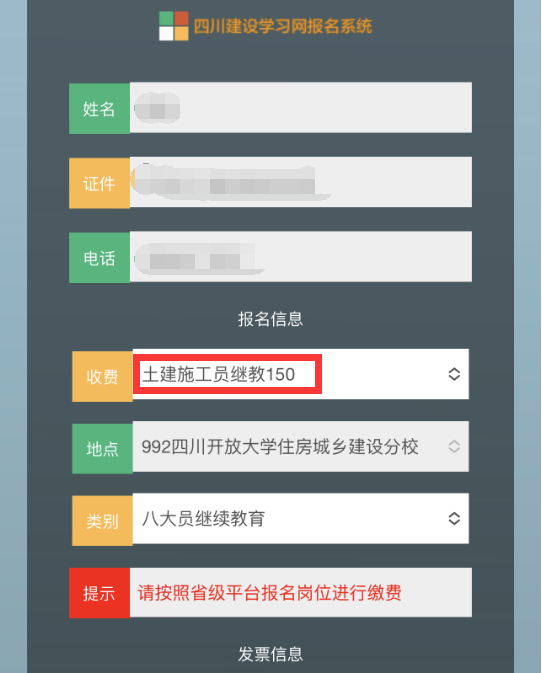 四川建设学习网报名系统
姓名
证件
电话
报名信息
收费 土建施工员继教150
地点 992四川开放大学住房城乡建设分校
类别 八大员继续教育
提示 请按照省级平台报名岗位进行缴费
发票信息